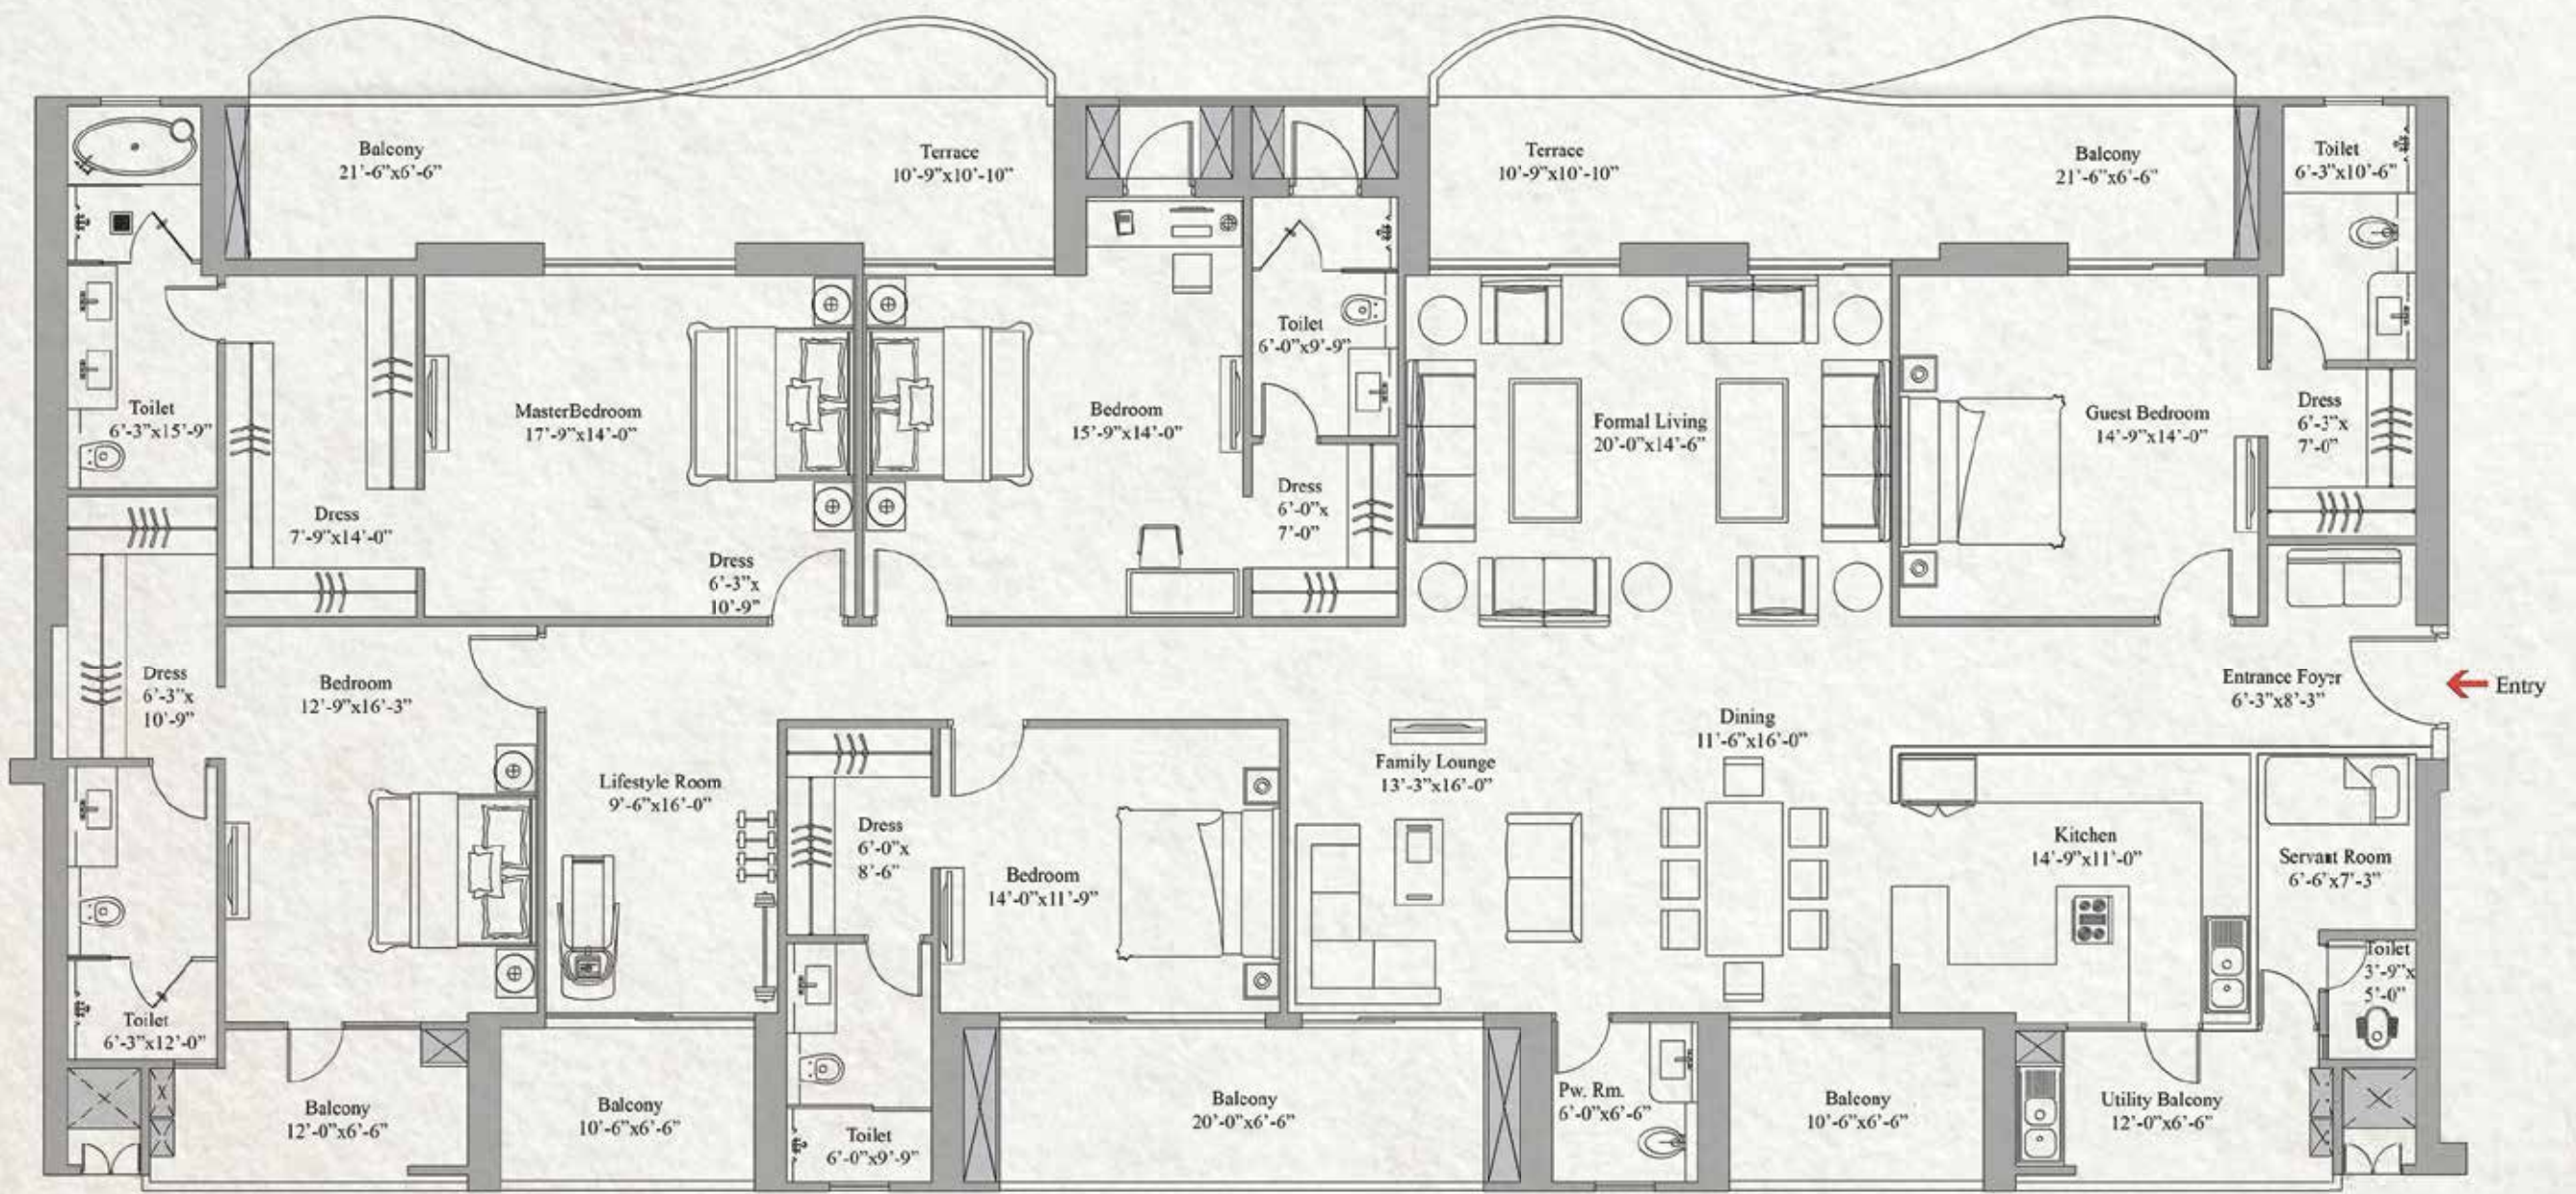 Balcony
21'-6”x6'-6”
Terrace
10'-9”x10'-10”
Terrace
10'-9”x10'-10”
Balcony
21'-6”x6'-6”
Toilet
6'-3”x10'-6”
Toilet
6'-3”x15'-9”
Dress
7'-9”x14'-0”
MasterBedroom
17'-9”x14'-0”
Dress
6'-3”x
10'-9”
Bedroom
15'-9”x14'-0”
Toilet
6'-0”x9'-9”
Dress
6'-0”x
7'-0”
Formal Living
20'-0”x14'-6”
Guest Bedroom
14'-9”x14'-0”
Dress
6'-3”x
7'-0”
Dress
6'-3”x
10'-9”
Bedroom
12'-9”x16'-3”
Lifestyle Room
9'-6”x16'-0”
Dress
6'-0”x
8'-6”
Bedroom
14'-0”x11'-9”
Family Lounge
13'-3”x16'-0”
Dining
11'-6”x16'-0”
Entrance Foyer
6'-3”x8'-3”
Entry
Kitchen
14'-9”x11'-0”
Servant Room
6'-6”x7'-3”
Toilet
3'-9”x
5'-0”
Toilet
6'-3”x12'-0”
Balcony
12'-0”x6'-6”
Balcony
10'-6”x6'-6”
Toilet
6'-0”x9'-9”
Balcony
20'-0”x6'-6”
Pw. Rm.
6'-0”x6'-6”
Balcony
10'-6”x6'-6”
Utility Balcony
12'-0”x6'-6”